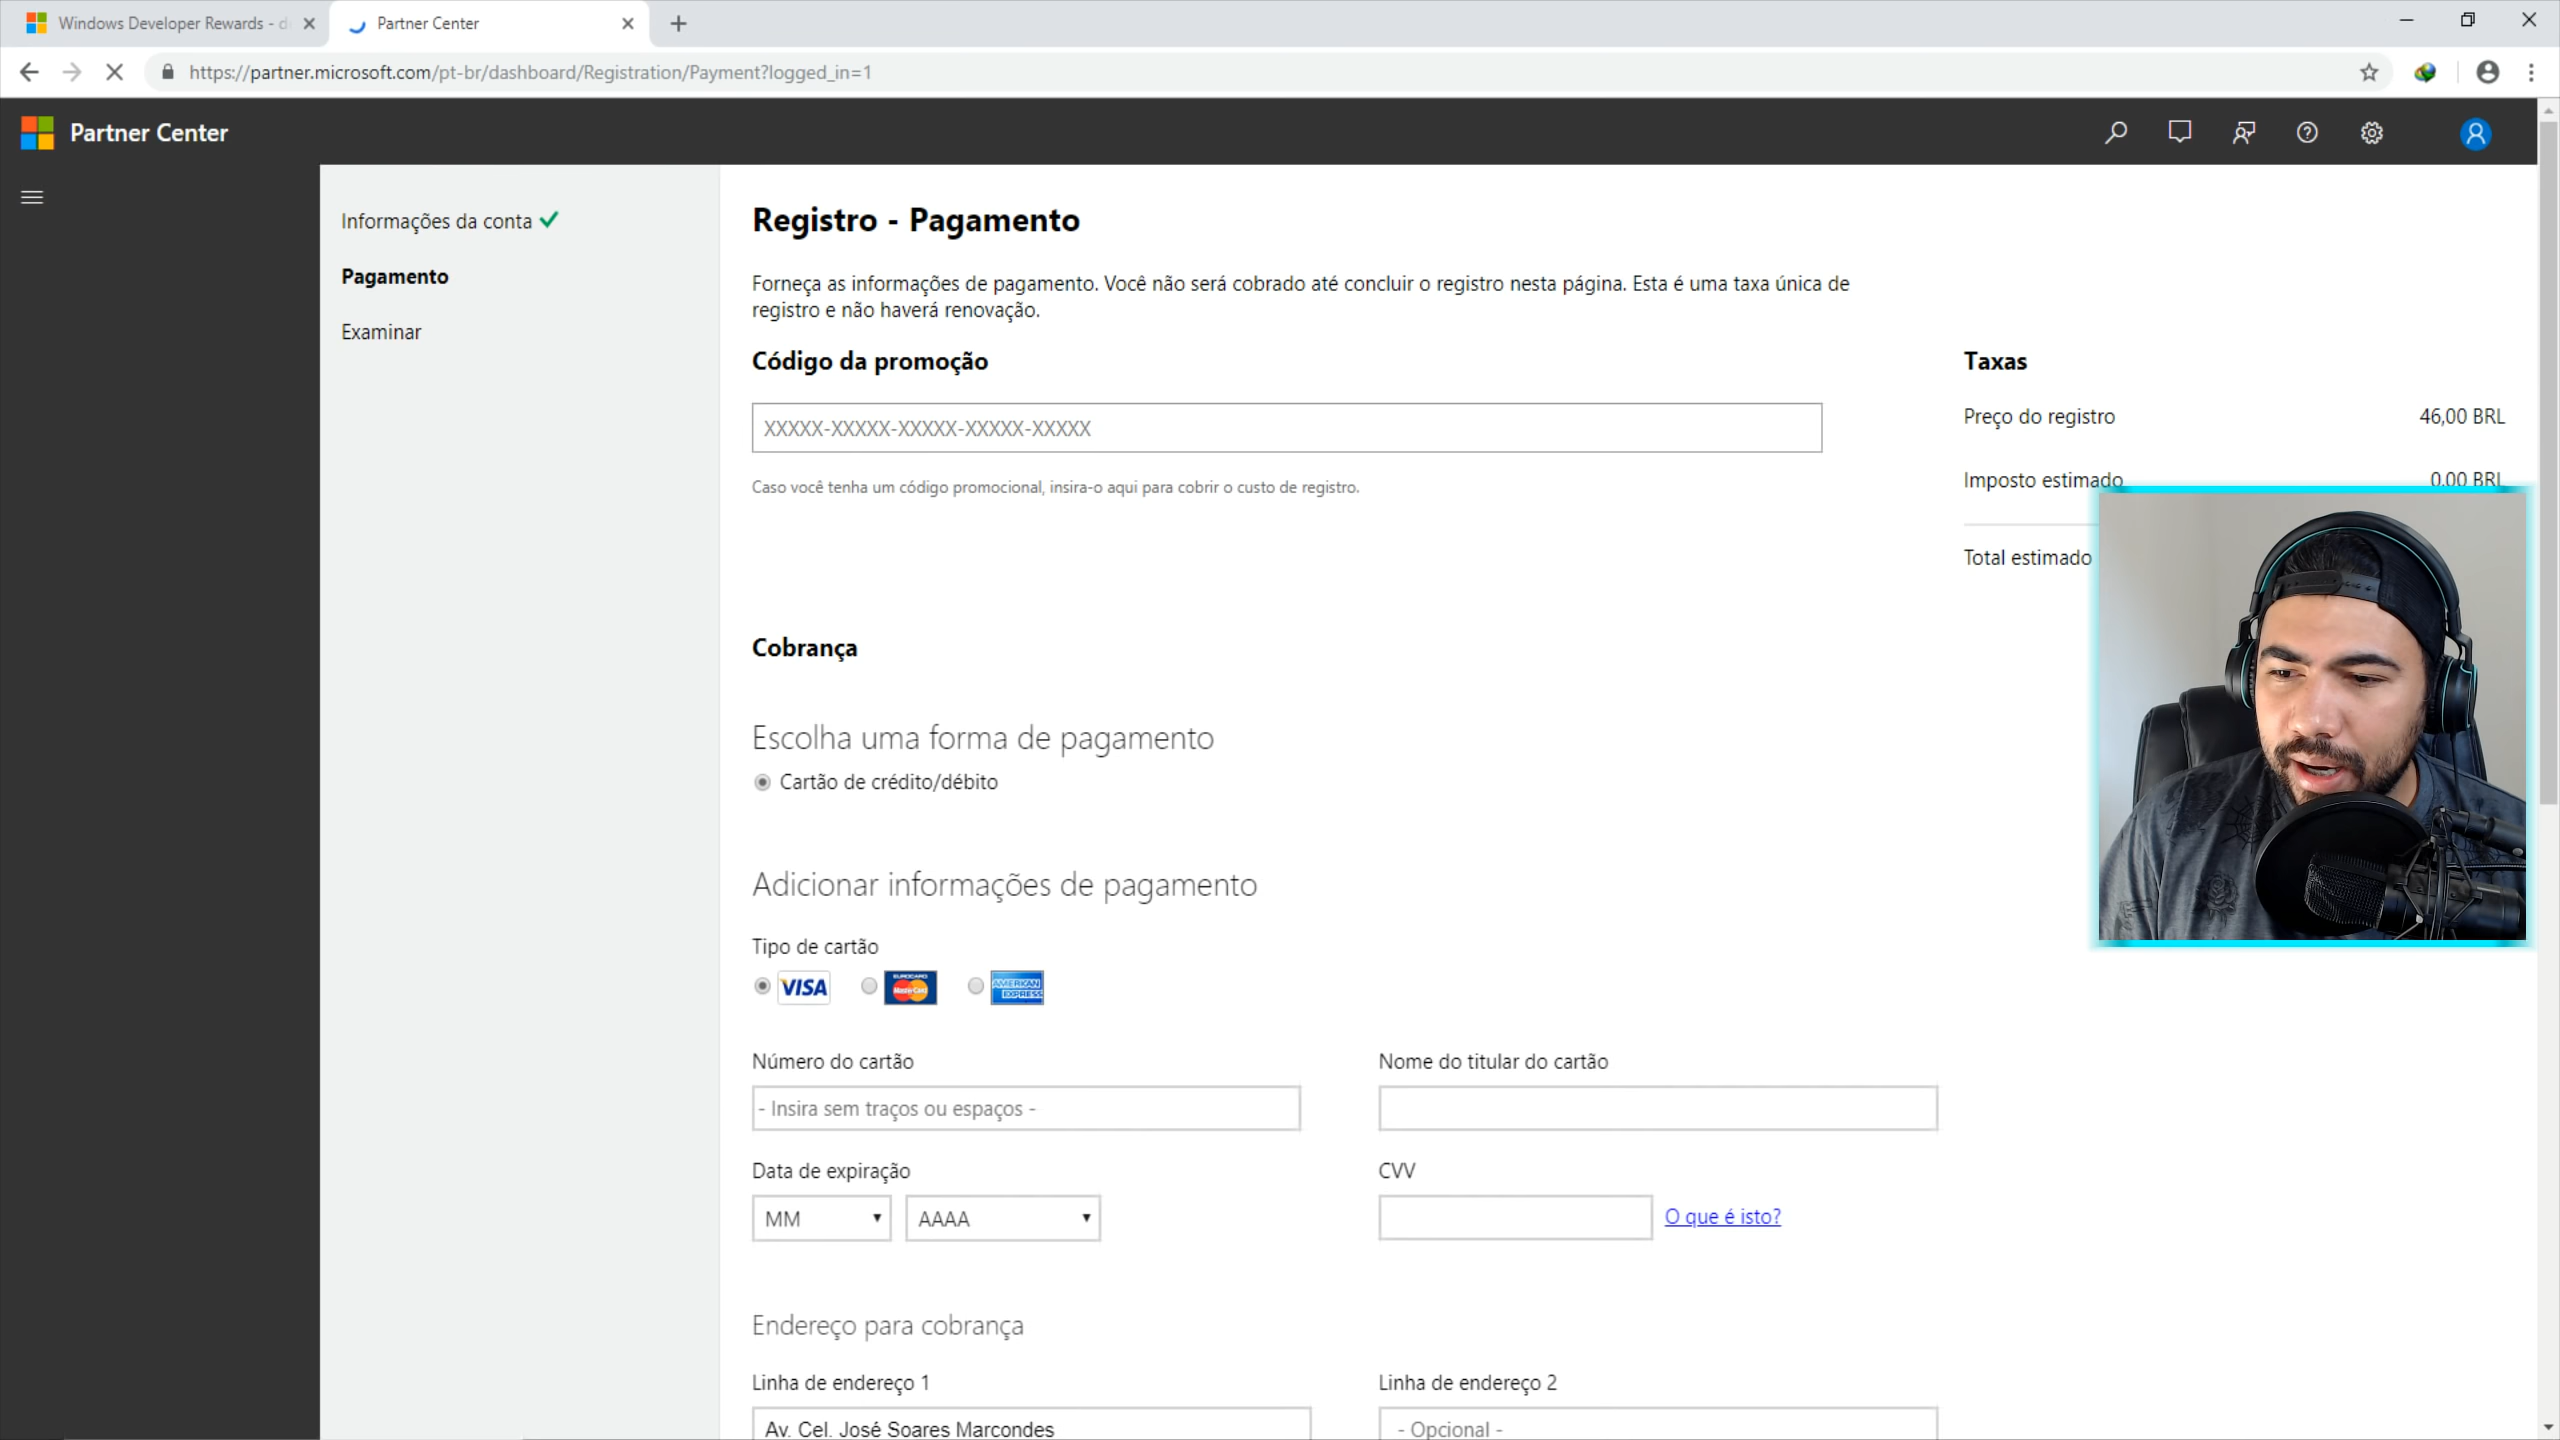 Windows Developer Rewards - d
Partner Center
https://partner.microsoft.com/pt-br/dashboard/Registration/Payment?logged_in=1
Partner Center
Informações da conta
Pagamento
Examinar
Registro - Pagamento
Forneça as informações de pagamento. Você não será cobrado até concluir o registro nesta página. Esta é uma taxa única de
registro e não haverá renovação.
Código da promoção
XXXXX-XXXXX-XXXXX-XXXXX-XXXXX
Caso você tenha um código promocional, insira-o aqui para cobrir o custo de registro.
Taxas
Preço do registro 46,00 BRL
Imposto estimado 0,00 BRL
Total estimado
Cobrança
Escolha uma forma de pagamento
Cartão de crédito/débito
Adicionar informações de pagamento
Tipo de cartão
VISA EUROCARD MasterCard AMERICAN EXPRESS
Número do cartão Nome do titular do cartão
- Insira sem traços ou espaços -
Data de expiração CVV
MM AAAA O que é isto?
Endereço para cobrança
Linha de endereço 1 Linha de endereço 2
Av. Cel. José Soares Marcondes - Opcional -